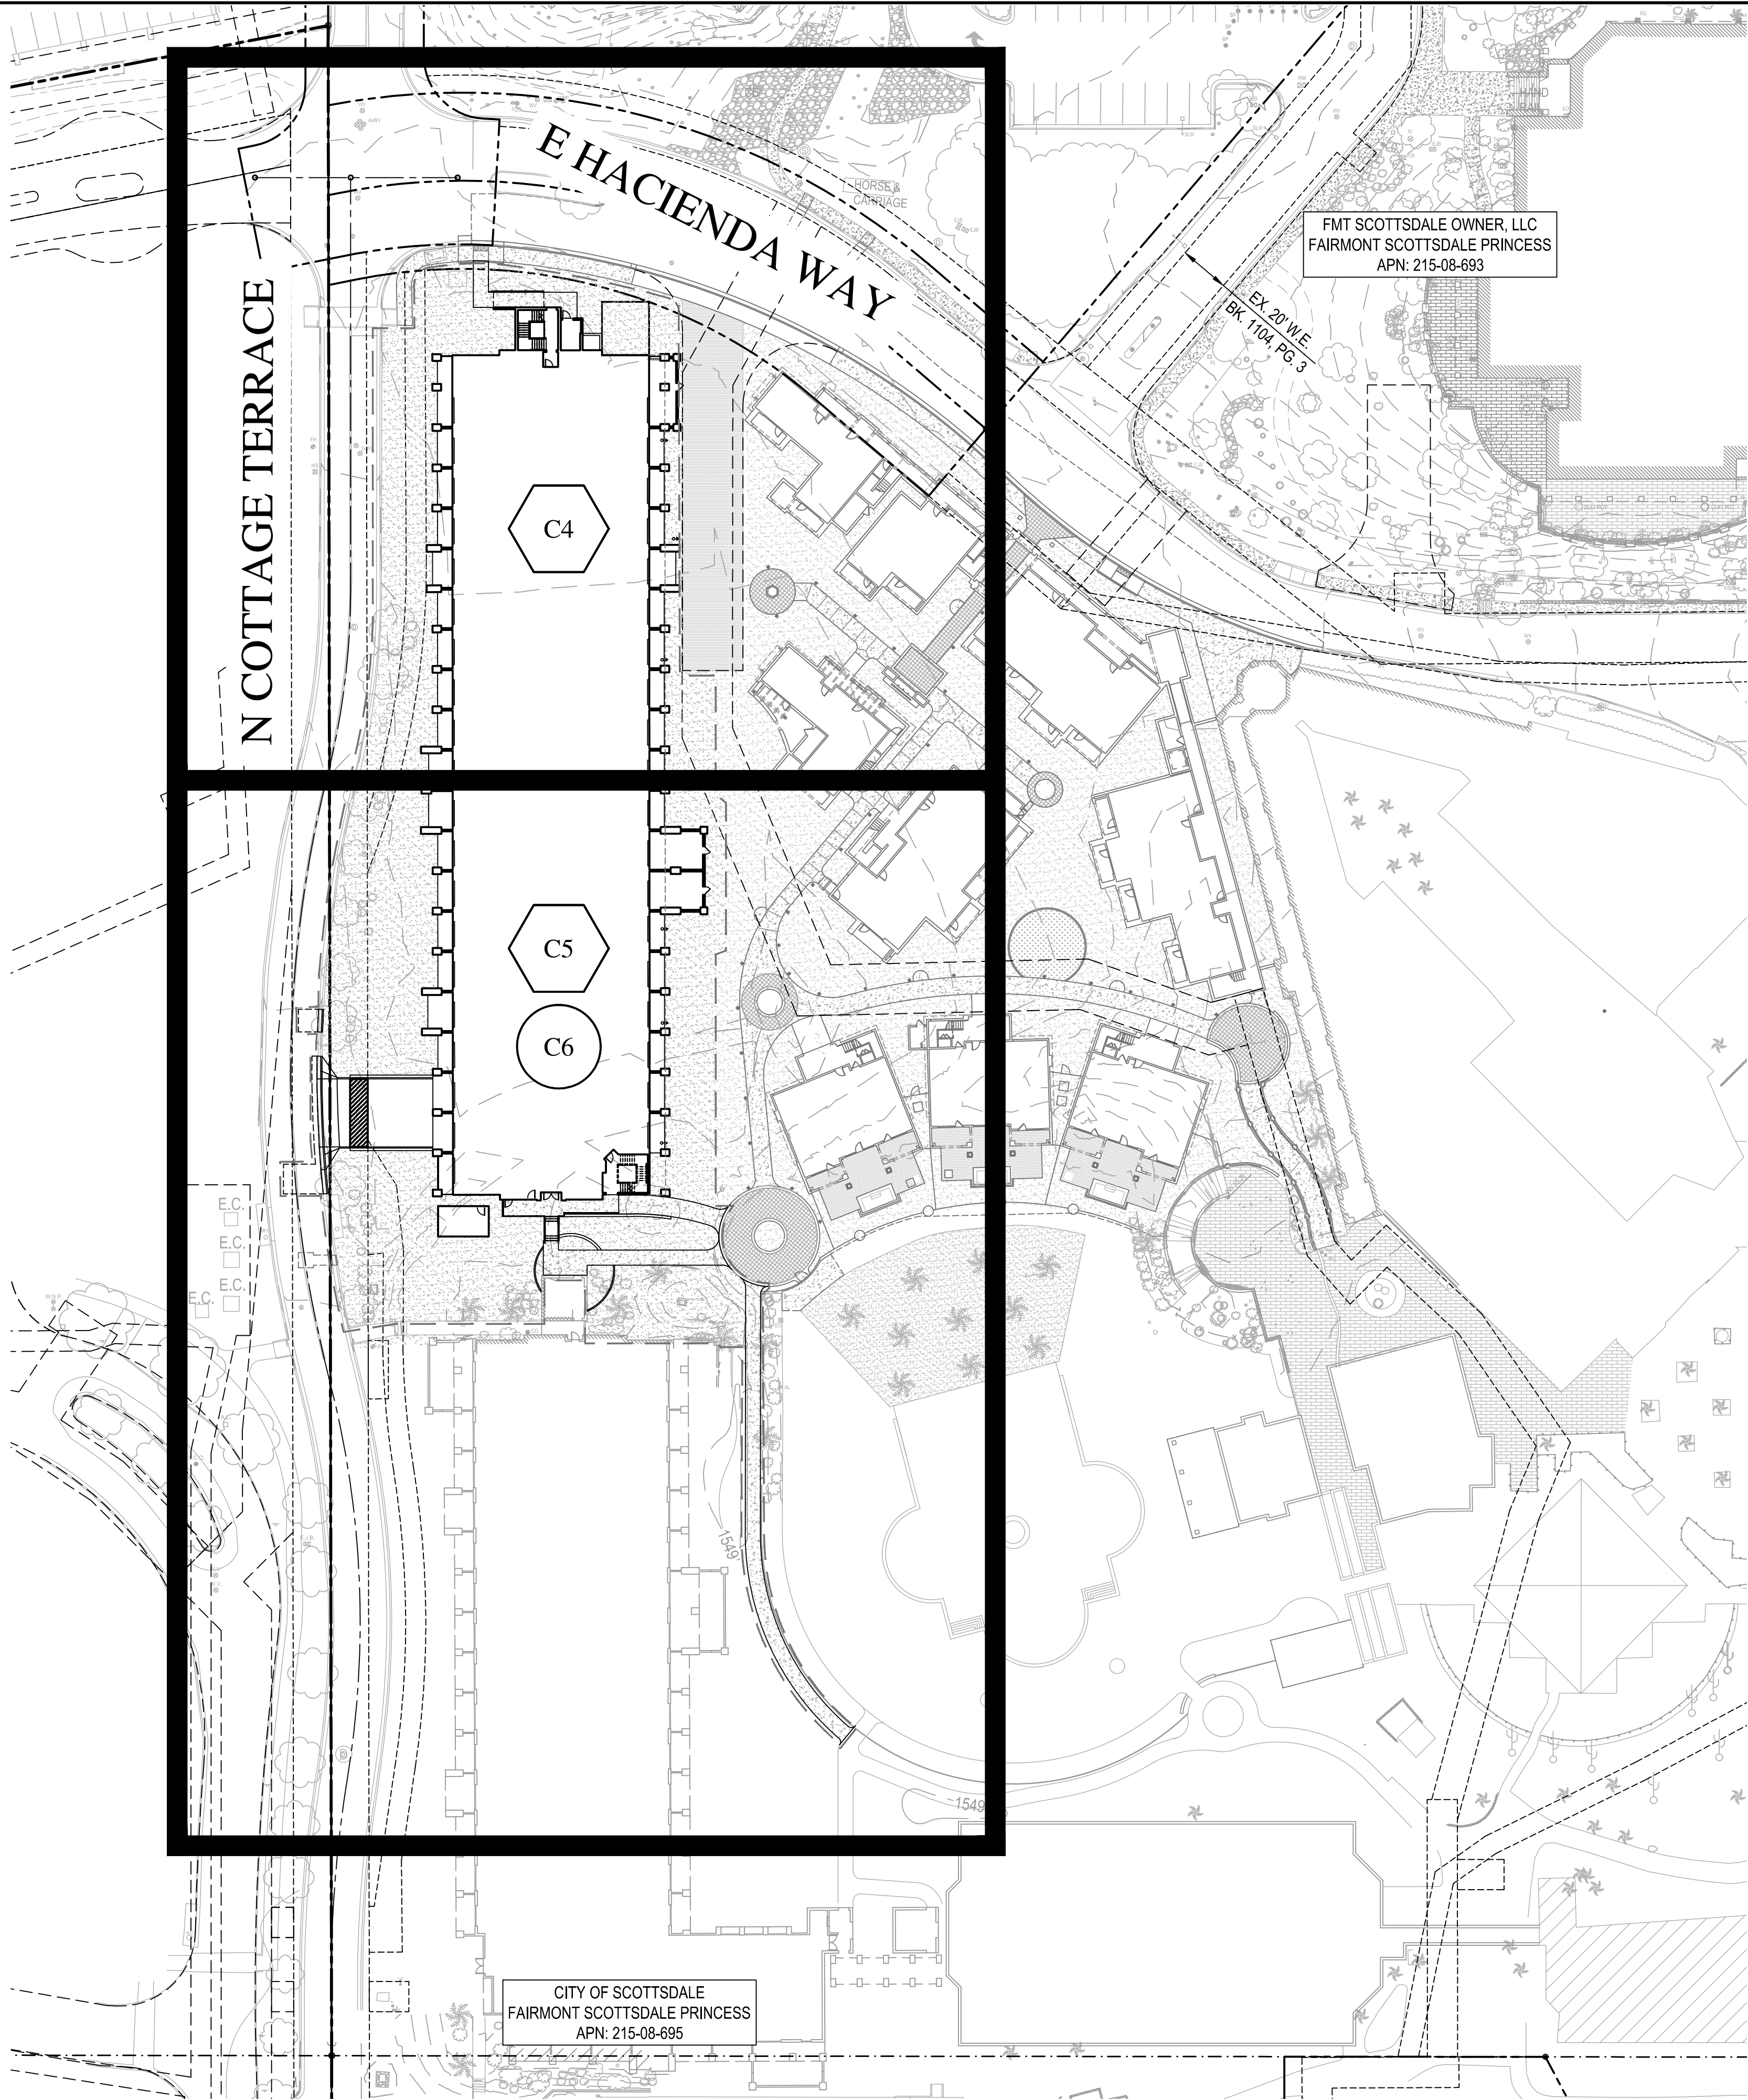 E HACIENDA WAY
N COTTAGE TERRACE
HORSE &
CARRIAGE
HAND
RAIL
FMT SCOTTSDALE OWNER, LLC
FAIRMONT SCOTTSDALE PRINCESS
APN: 215-08-693
EX. 20' W.E.
BK. 1104, PG. 3
C4
C5
C6
E.C.
E.C.
E.C.
E.C.
1549
1549
CITY OF SCOTTSDALE
FAIRMONT SCOTTSDALE PRINCESS
APN: 215-08-695